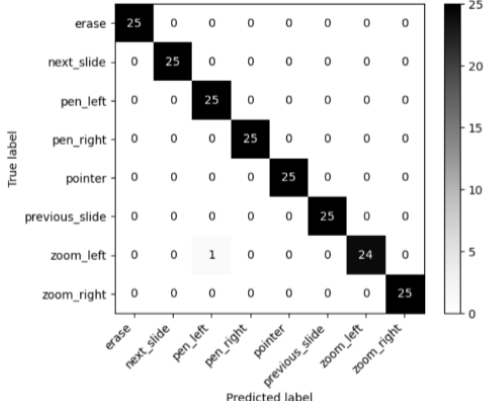 erase 25 0 0 0 0 0 0 0
next_slide 0 25 0 0 0 0 0 0
pen_left 0 0 25 0 0 0 0 0
pen_right 0 0 0 25 0 0 0 0
pointer 0 0 0 0 25 0 0 0
previous_slide 0 0 0 0 0 25 0 0
zoom_left 0 0 1 0 0 0 24 0
zoom_right 0 0 0 0 0 0 0 25
True label
erase next_slide pen_left pen_right pointer previous_slide zoom_left zoom_right
Predicted label
25
20
15
10
5
0